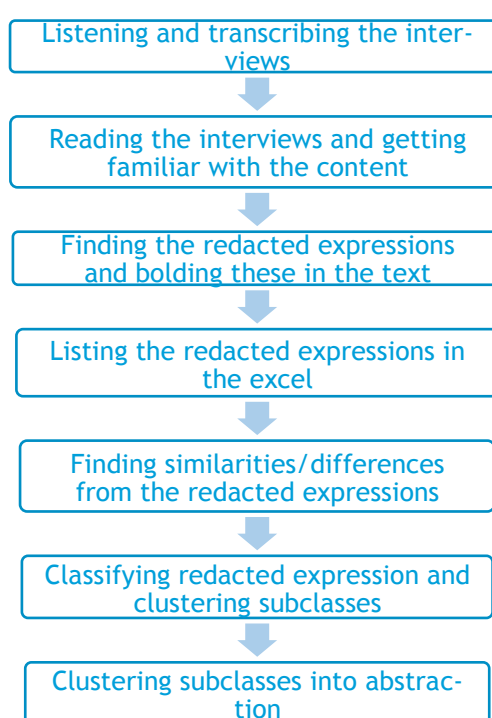 Listening and transcribing the inter-
views
Reading the interviews and getting
familiar with the content
Finding the redacted expressions
and bolding these in the text
Listing the redacted expressions in
the excel
Finding similarities/differences
from the redacted expressions
Classifying redacted expression and
clustering subclasses
Clustering subclasses into abstrac-
tion